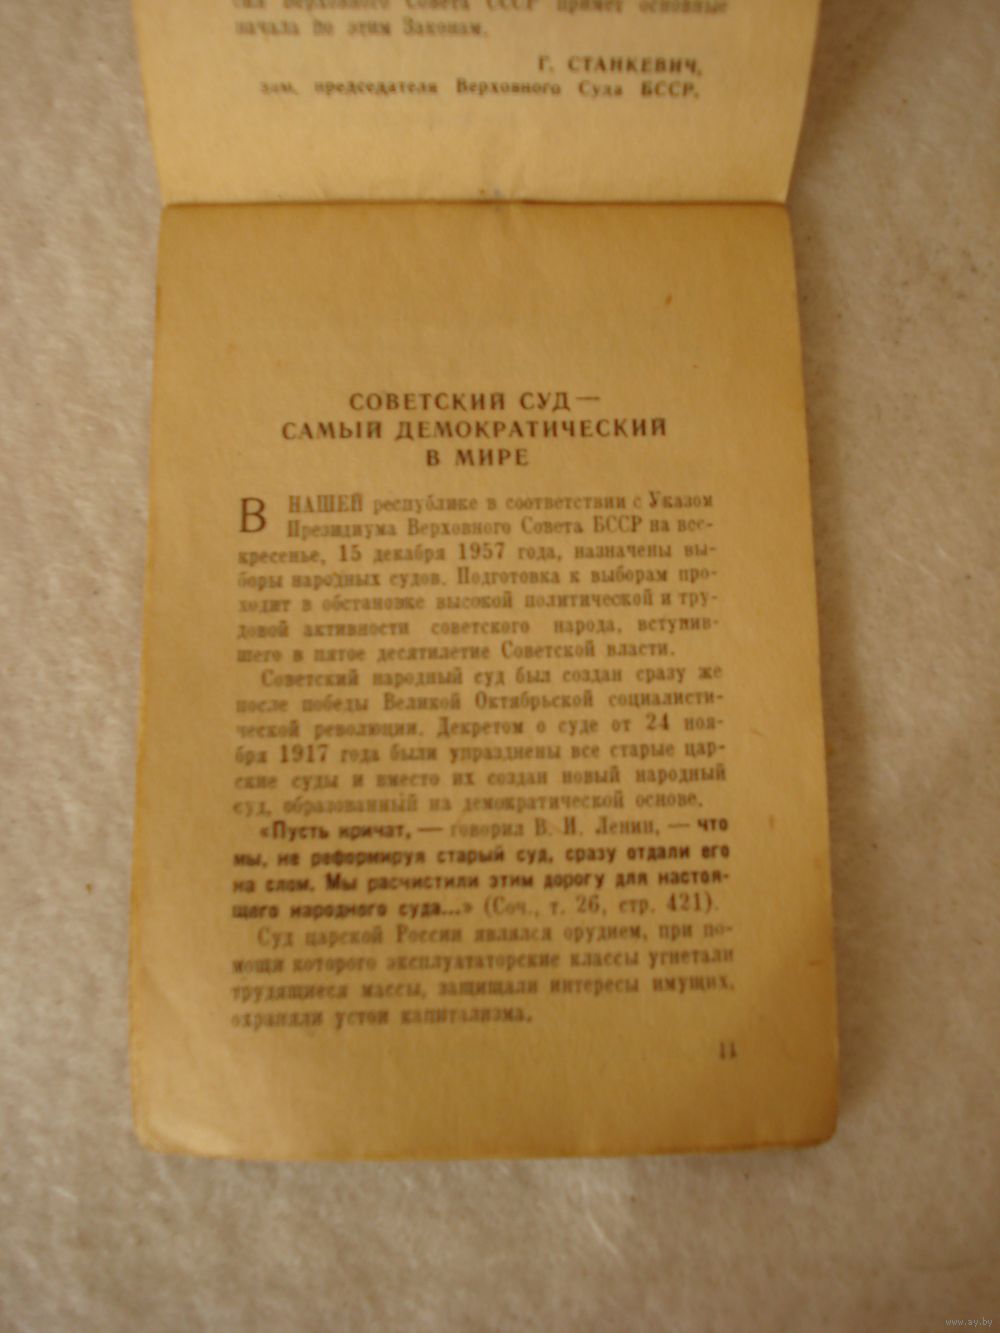 сия Верховного Совета СССР примет основные
начала по этим Законам.
Г. СТАНКЕВИЧ,
зам. председателя Верховного Суда БССР.
СОВЕТСКИЙ СУД —
САМЫЙ ДЕМОКРАТИЧЕСКИЙ
В МИРЕ
В НАШЕЙ республике в соответствии с Указом
Президиума Верховного Совета БССР на вос-
кресенье, 15 декабря 1957 года, назначены вы-
боры народных судов. Подготовка к выборам про-
ходит в обстановке высокой политической и тру-
довой активности советского народа, вступив-
шего в пятое десятилетие Советской власти.
Советский народный суд был создан сразу же
после победы Великой Октябрьской социалисти-
ческой революции. Декретом о суде от 24 ноя-
бря 1917 года были упразднены все старые цар-
ские суды и вместо их создан новый народный
суд, образованный на демократической основе.
«Пусть кричат, — говорил В. И. Ленин, — что
мы, не реформируя старый суд, сразу отдали его
на слом. Мы расчистили этим дорогу для настоя-
щего народного суда...» (Соч., т. 26, стр. 421).
Суд царской России являлся орудием, при по-
мощи которого эксплуататорские классы угнетали
трудящиеся массы, защищали интересы имущих,
охраняли устои капитализма.
11
www.ay.by